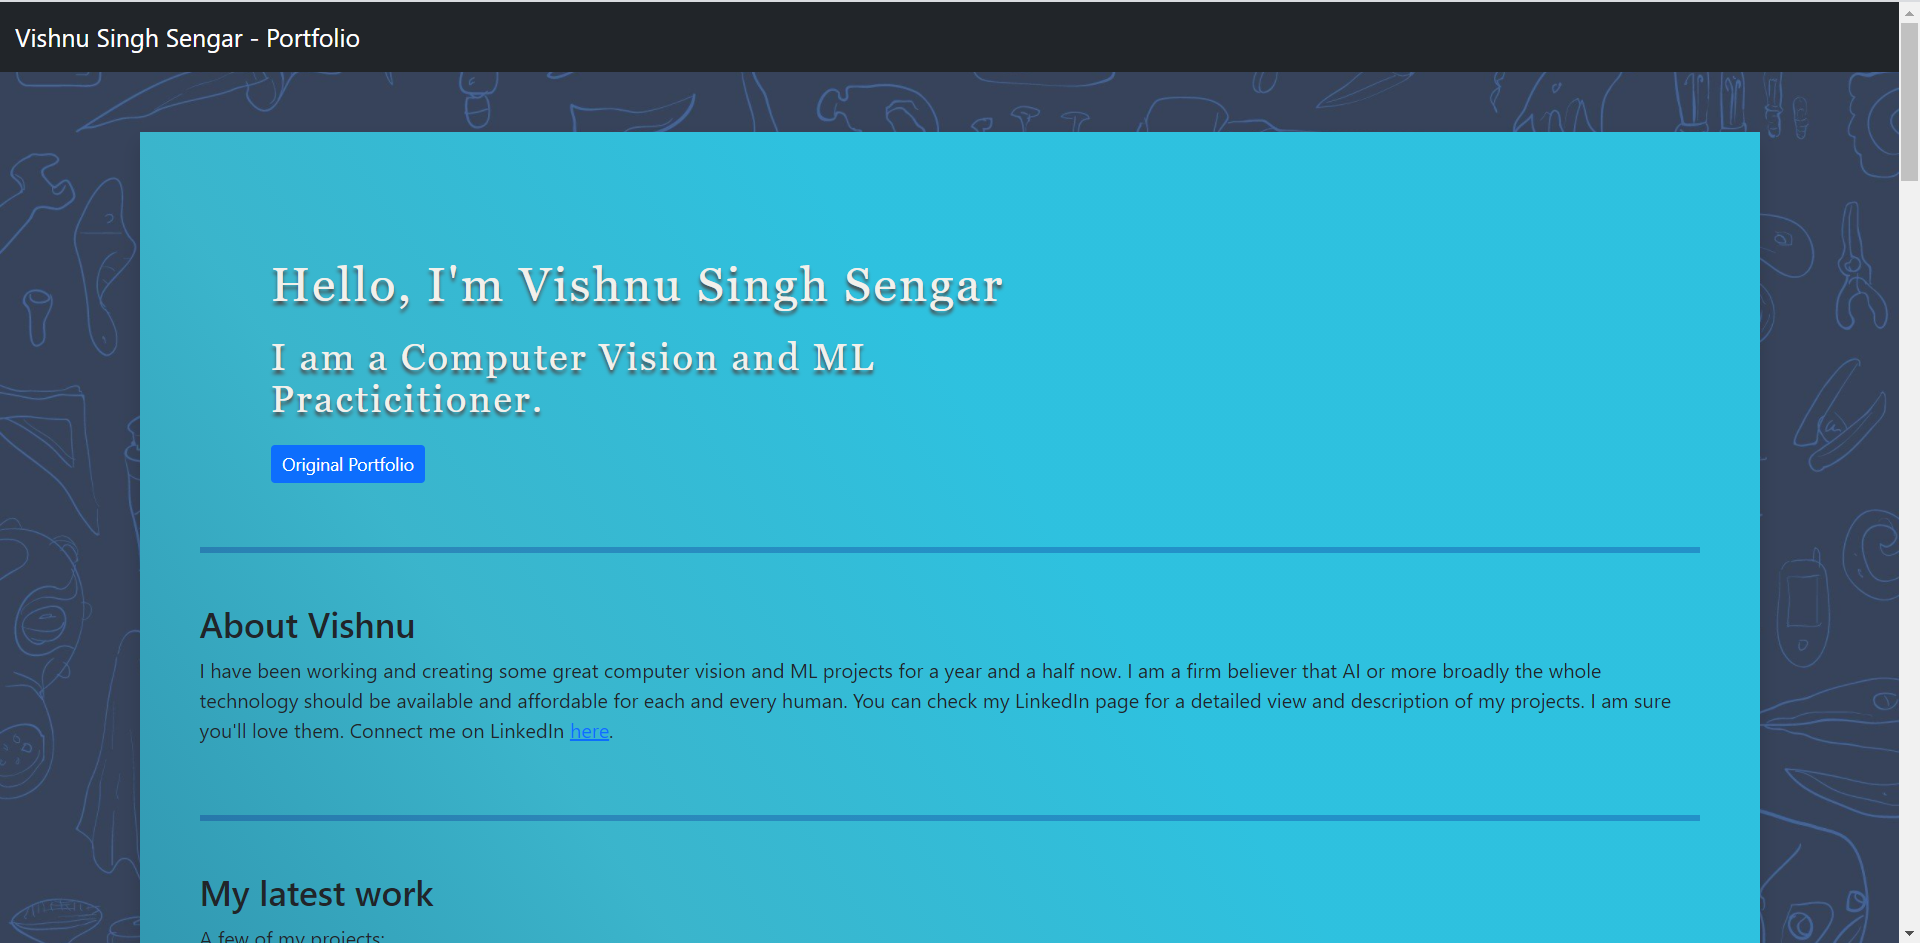 Vishnu Singh Sengar - Portfolio
Hello, I'm Vishnu Singh Sengar
I am a Computer Vision and ML
Practicitioner.
Original Portfolio
About Vishnu
I have been working and creating some great computer vision and ML projects for a year and a half now. I am a firm believer that AI or more broadly the whole
technology should be available and affordable for each and every human. You can check my LinkedIn page for a detailed view and description of my projects. I am sure
you'll love them. Connect me on LinkedIn here.
My latest work
A few of my projects: